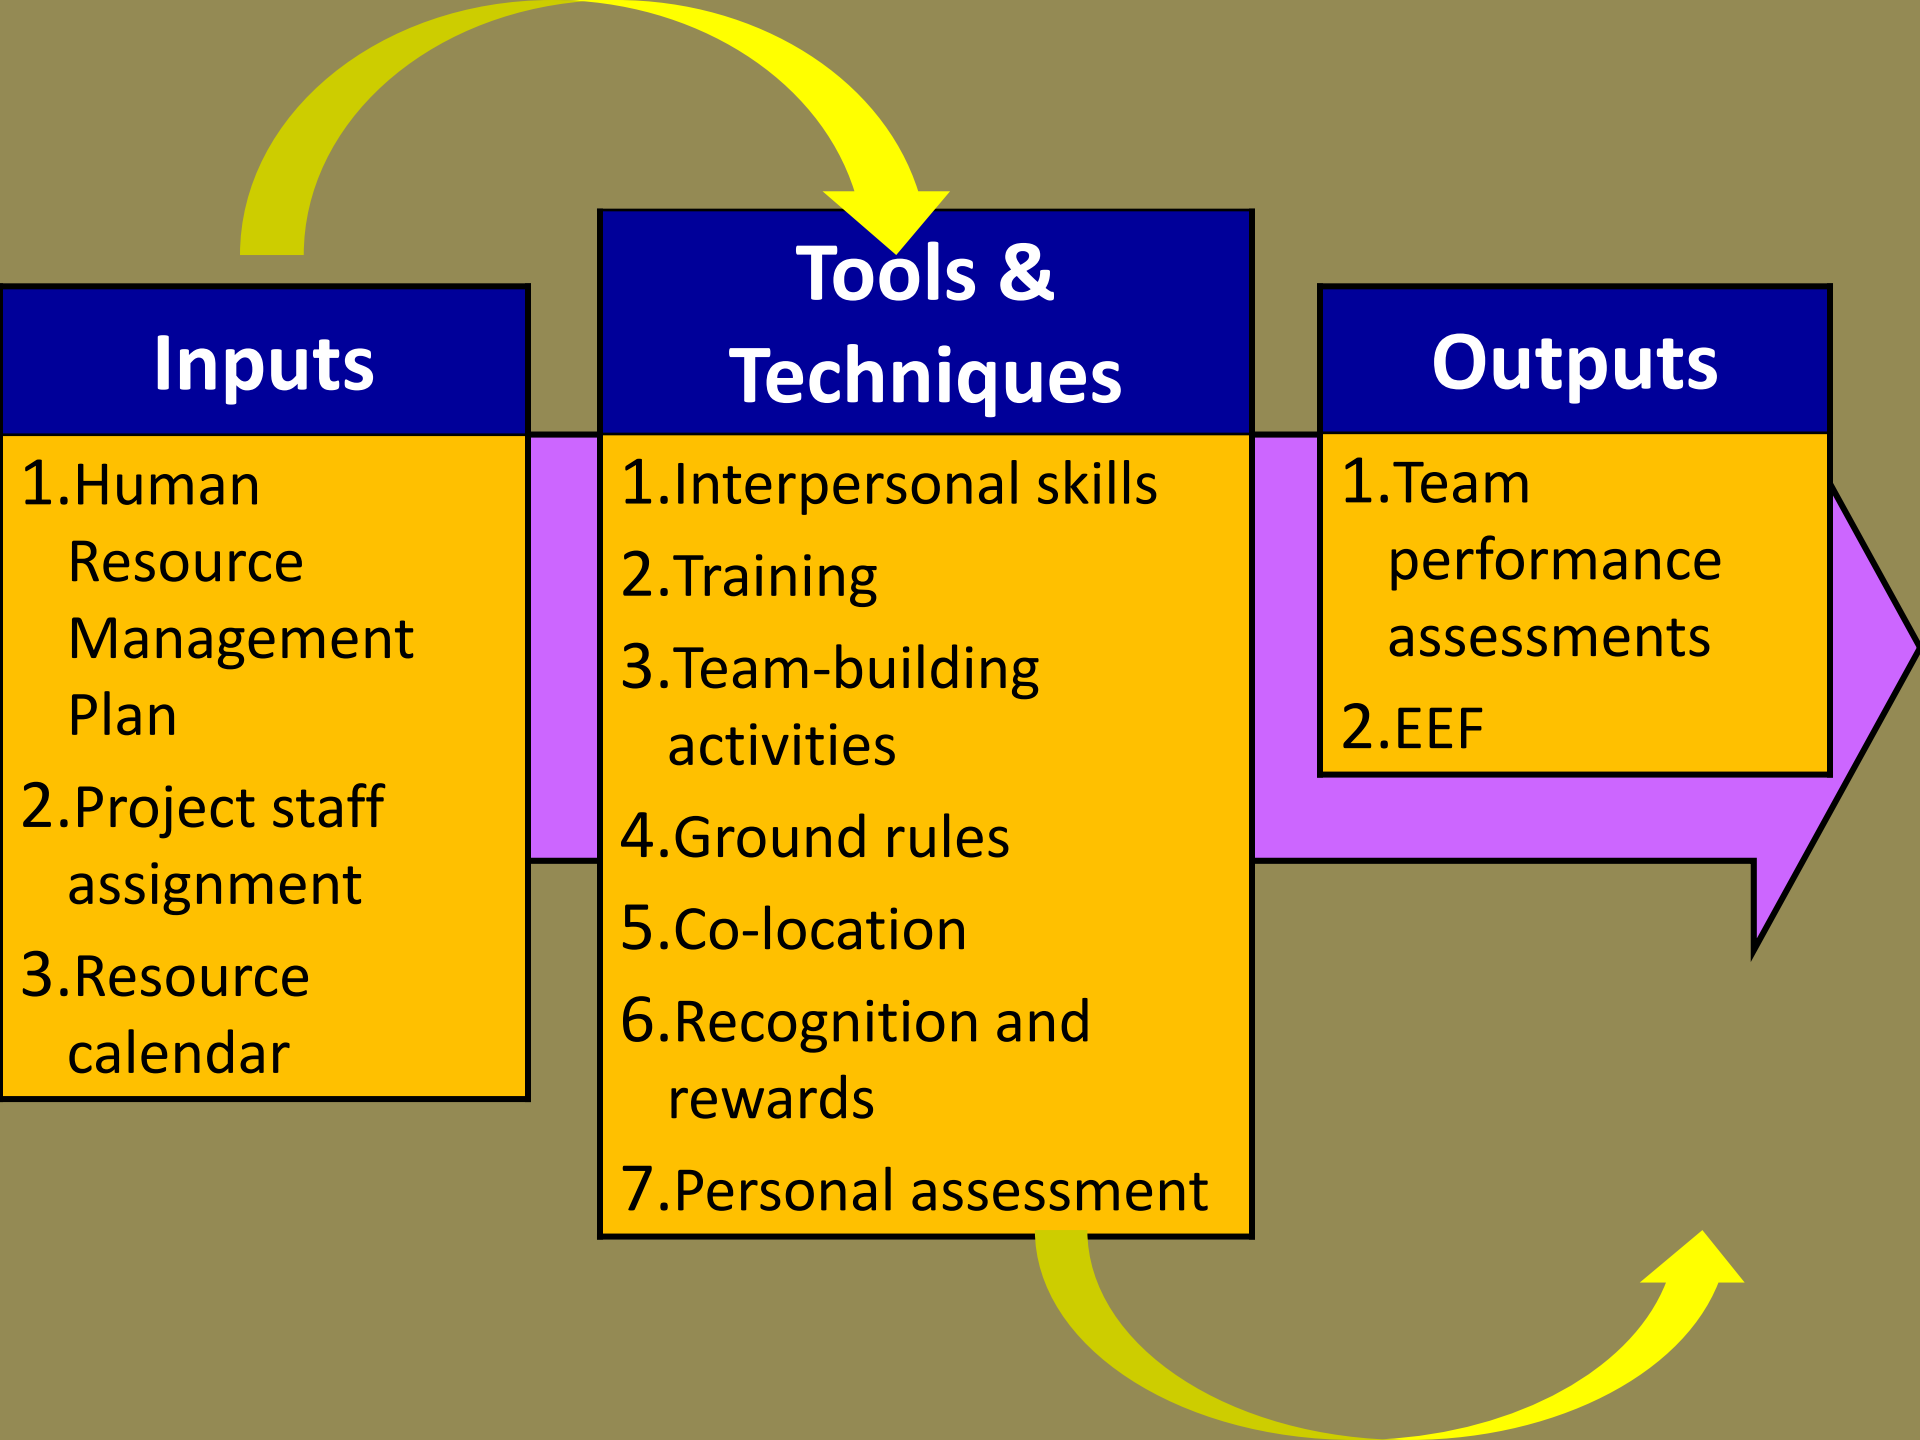 Inputs
1.Human
Resource
Management
Plan
2.Project staff
assignment
3.Resource
calendar
Tools &
Techniques
1.Interpersonal skills
2.Training
3.Team-building
activities
4.Ground rules
5.Co-location
6.Recognition and
rewards
7.Personal assessment
Outputs
1.Team
performance
assessments
2.EEF